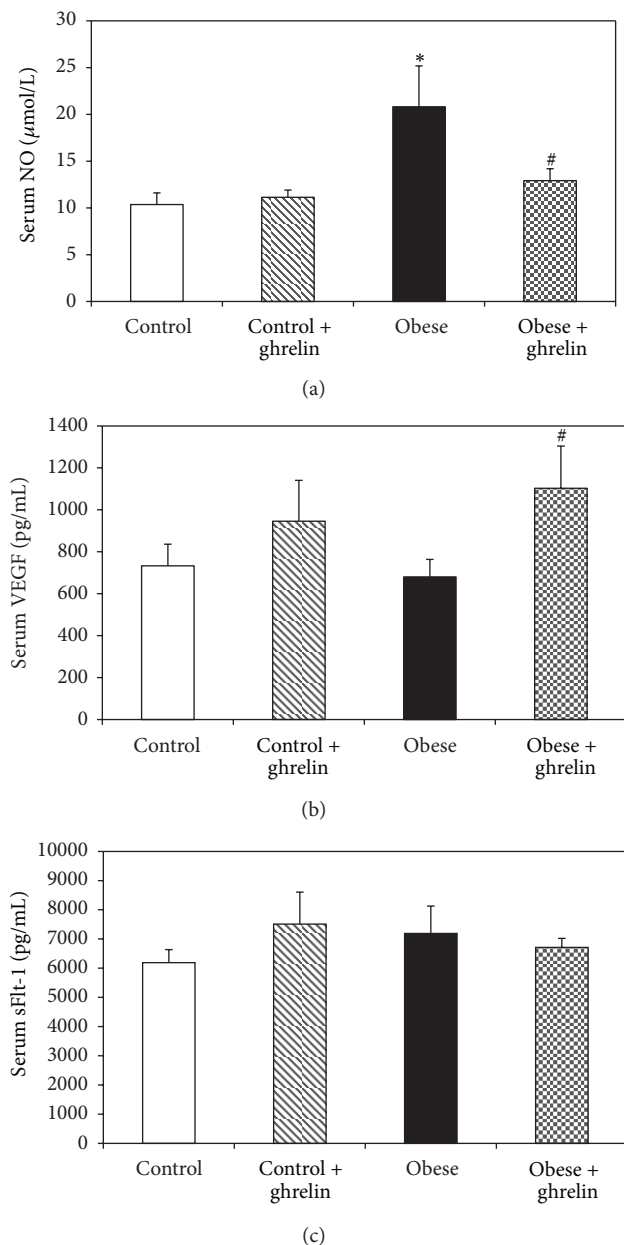 Serum NO (μmol/L)
30
25
20
15
10
5
0
*
#
Control
Control +
ghrelin
Obese
Obese +
ghrelin
(a)
Serum VEGF (pg/mL)
1400
1200
1000
800
600
400
200
0
#
Control
Control +
ghrelin
Obese
Obese +
ghrelin
(b)
Serum sFlt-1 (pg/mL)
10000
9000
8000
7000
6000
5000
4000
3000
2000
1000
0
Control
Control +
ghrelin
Obese
Obese +
ghrelin
(c)